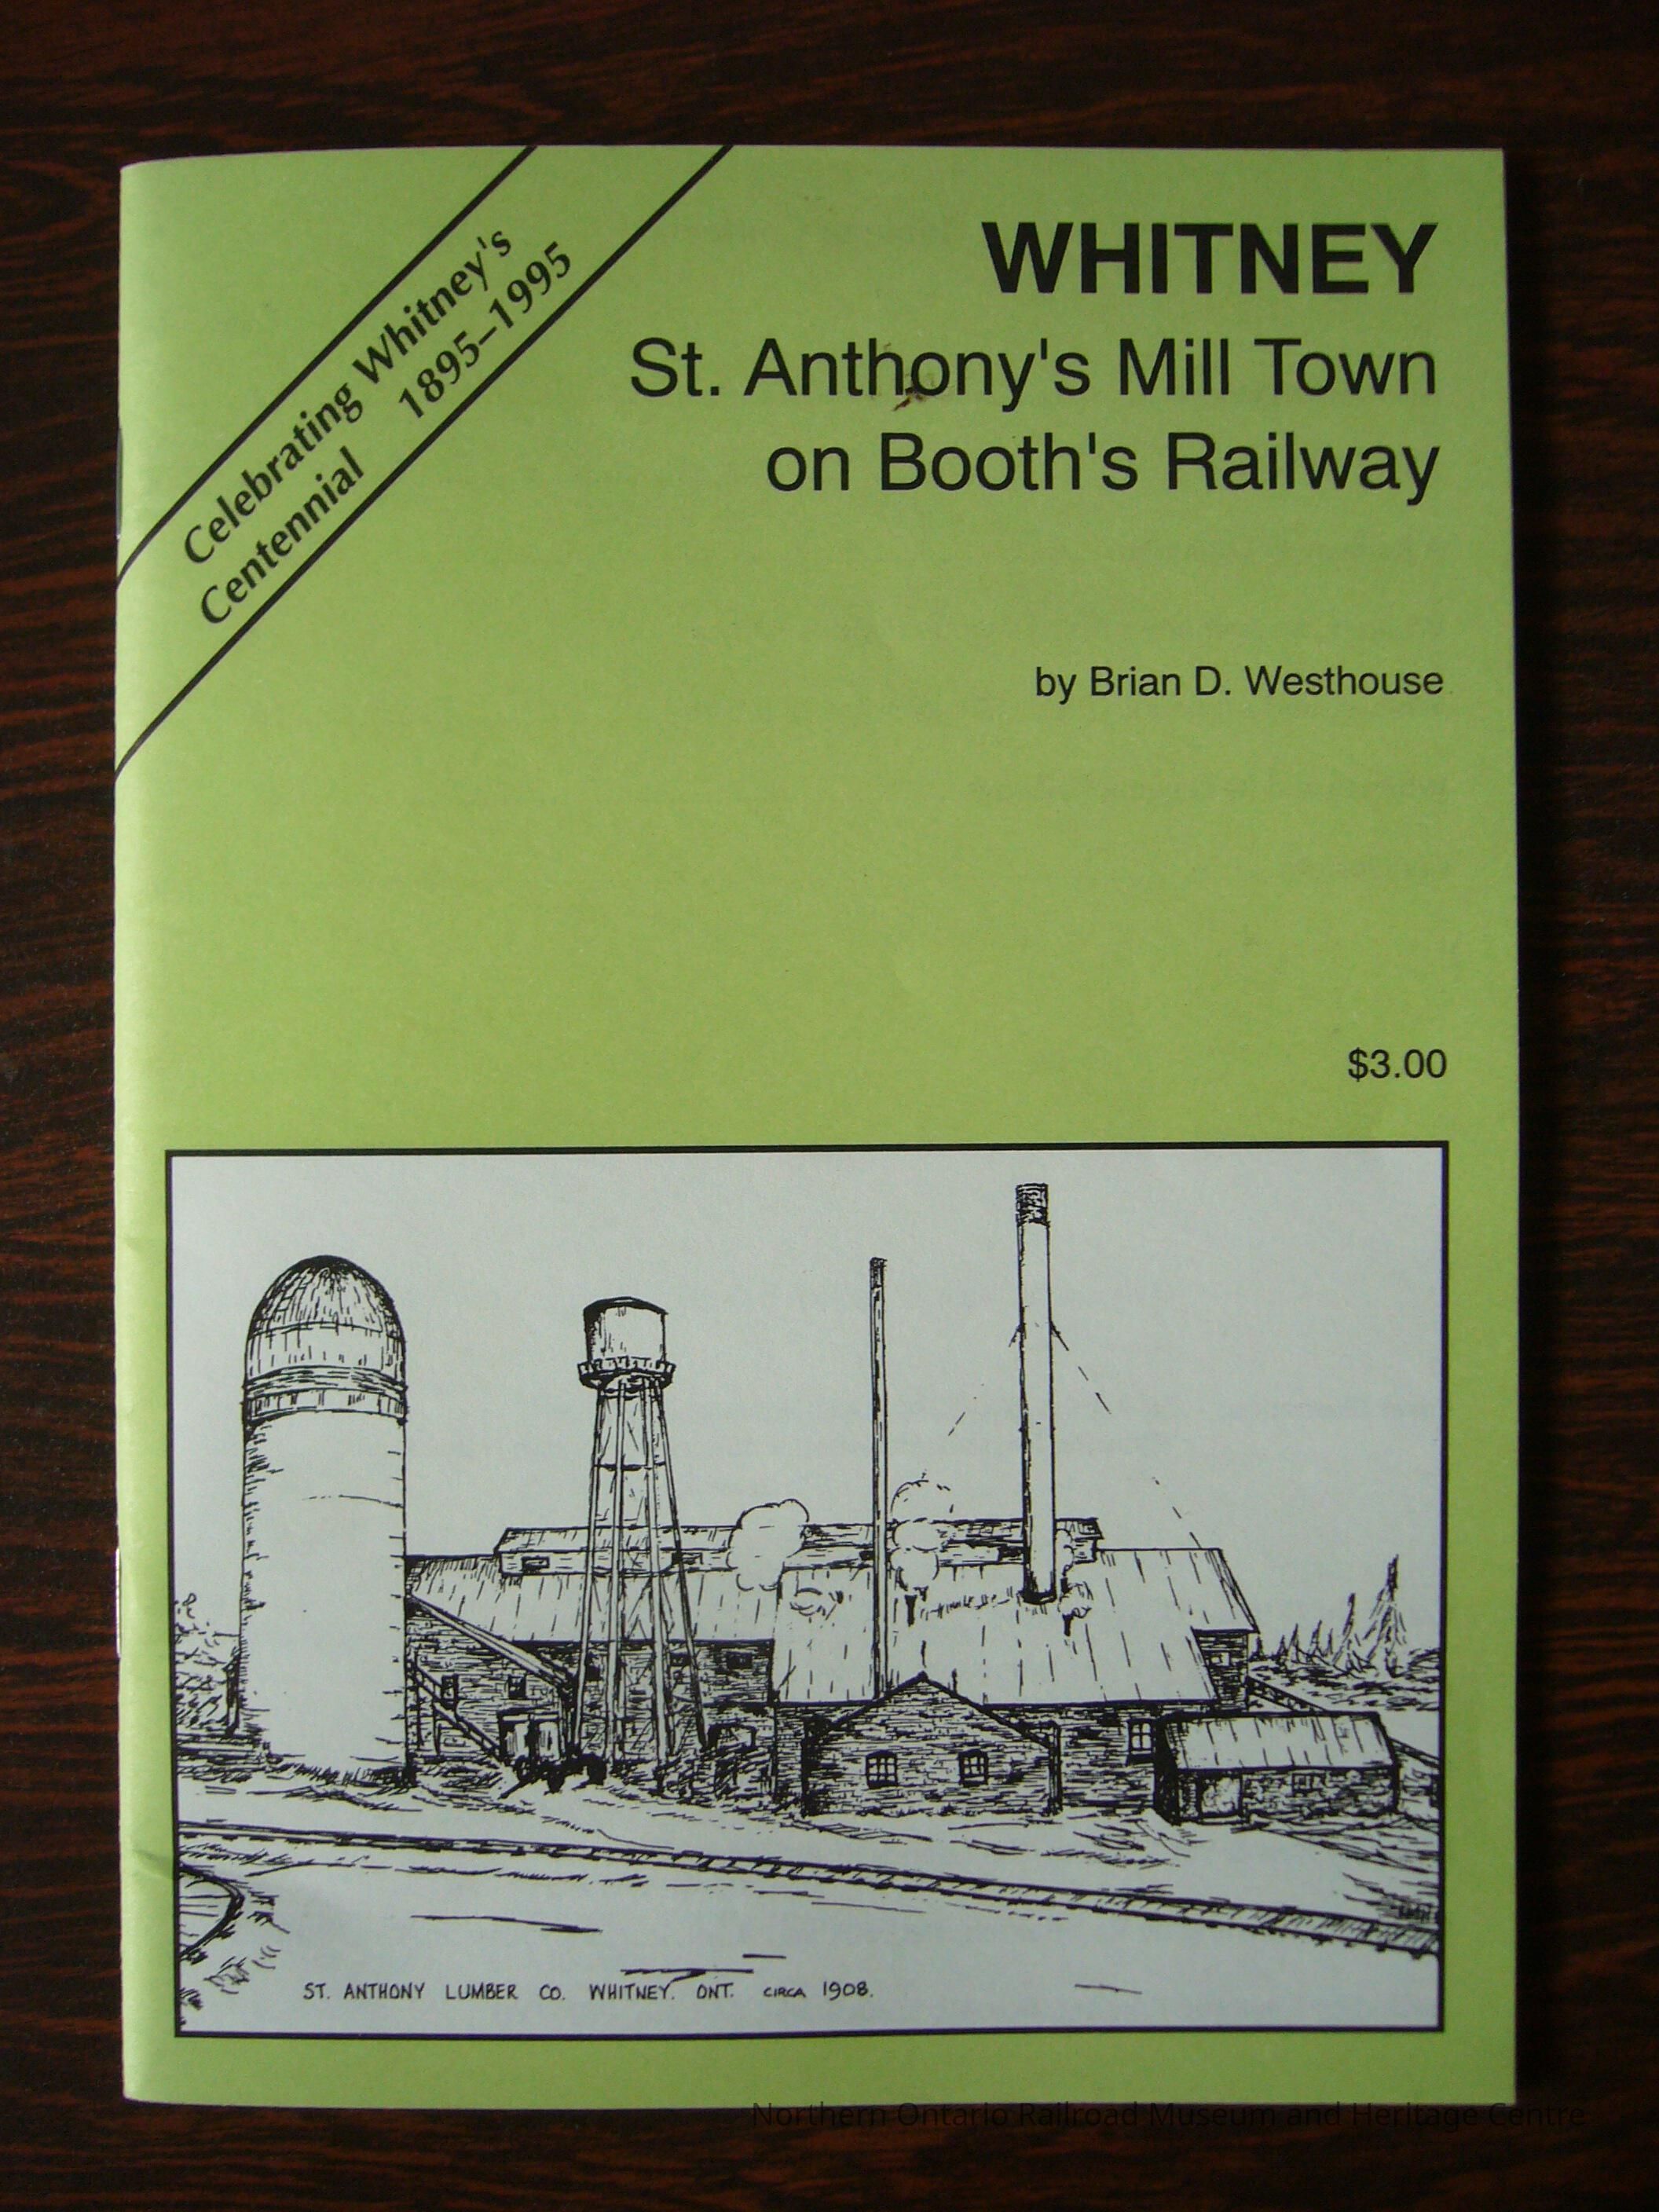 Celebrating Whitney's
Centennial 1895–1995
WHITNEY
St. Anthony's Mill Town
on Booth's Railway
by Brian D. Westhouse
$3.00
ST. ANTHONY LUMBER CO. WHITNEY. ONT. CIRCA 1908.
Northern Ontario Railroad Museum and Heritage Centre